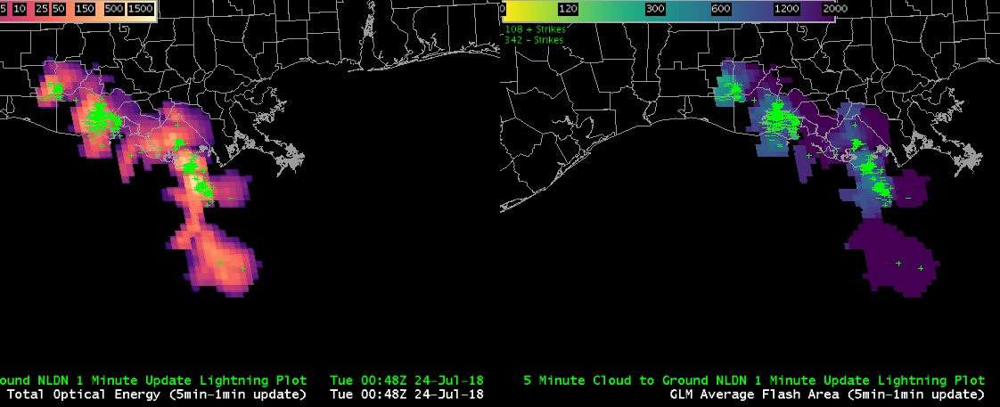 5 10 25 50 150 500 1500
0 120 300 600 1200 2000
108 + Strikes
342 - Strikes
ound NLDN 1 Minute Update Lightning Plot Tue 00:48Z 24-Jul-18
Total Optical Energy (5min-1min update) Tue 00:48Z 24-Jul-18
5 Minute Cloud to Ground NLDN 1 Minute Update Lightning Plot
GLM Average Flash Area (5min-1min update)